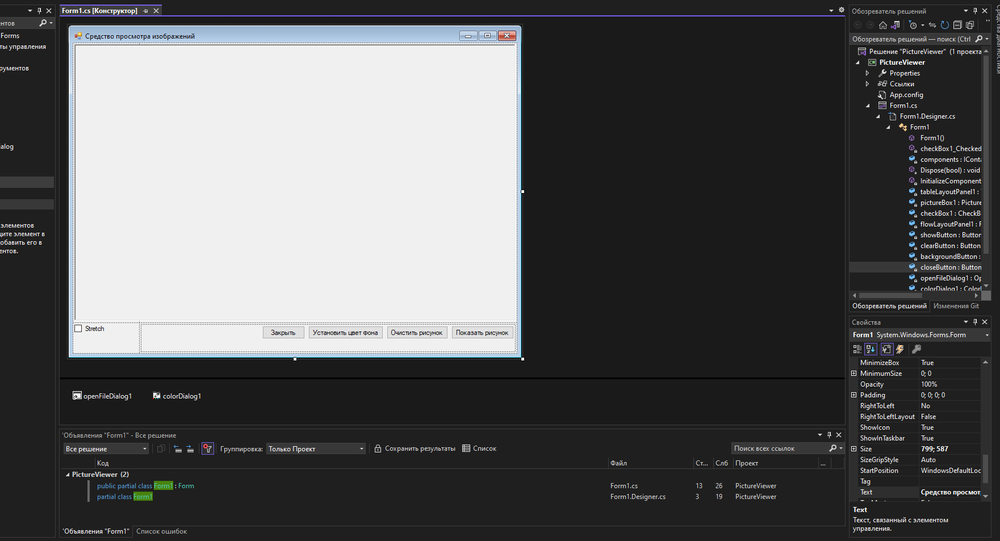 Form1.cs [Конструктор]
нтов
Forms
ты управления
рументов
alog
элементов
ите элемент в
обавить его в
ентов.
Средство просмотра изображений
Stretch
Закрыть
Установить цвет фона
Очистить рисунок
Показать рисунок
openFileDialog1
colorDialog1
'Объявления "Form1" - Все решение
Все решение
Группировка:
Только Проект
Сохранить результаты
Список
Поиск всех ссылок
Код
Файл
Ст...
Слб
Проект
...
PictureViewer (2)
public partial class Form1 : Form
Form1.cs
13
26
PictureViewer
partial class Form1
Form1.Designer.cs
3
19
PictureViewer
'Объявления "Form1"
Список ошибок
Обозреватель решений
Обозреватель решений — поиск (Ctrl
Решение "PictureViewer" (1 проекта
PictureViewer
Properties
Ссылки
App.config
Form1.cs
Form1.Designer.cs
Form1
Form1()
checkBox1_Checked
components : IConta
Dispose(bool) : void
InitializeComponent
tableLayoutPanel1 :
pictureBox1 : Picture
checkBox1 : CheckB
flowLayoutPanel1 : F
showButton : Button
clearButton : Button
backgroundButton :
closeButton : Button
openFileDialog1 : Op
colorDialog1 : Color
Обозреватель решений
Изменения Git
Свойства
Form1 System.Windows.Forms.Form
MinimizeBox
True
MinimumSize
0; 0
Opacity
100%
Padding
0; 0; 0; 0
RightToLeft
No
RightToLeftLayout
False
ShowIcon
True
ShowInTaskbar
True
Size
799; 587
SizeGripStyle
Auto
StartPosition
WindowsDefaultLoc
Tag
Text
Средство просмот
Text
Текст, связанный с элементом
управления.
Средства диагностики